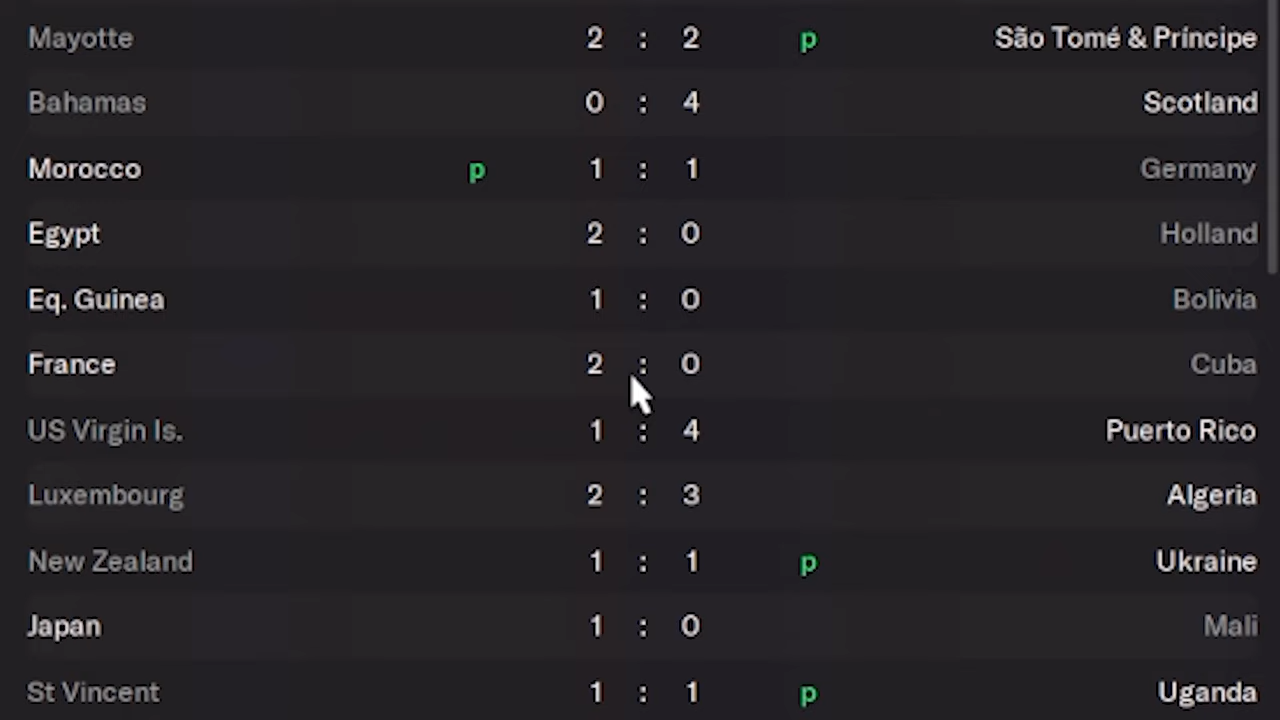 Mayotte 2 : 2 p São Tomé & Príncipe
Bahamas 0 : 4 Scotland
Morocco p 1 : 1 Germany
Egypt 2 : 0 Holland
Eq. Guinea 1 : 0 Bolivia
France 2 : 0 Cuba
US Virgin Is. 1 : 4 Puerto Rico
Luxembourg 2 : 3 Algeria
New Zealand 1 : 1 p Ukraine
Japan 1 : 0 Mali
St Vincent 1 : 1 p Uganda